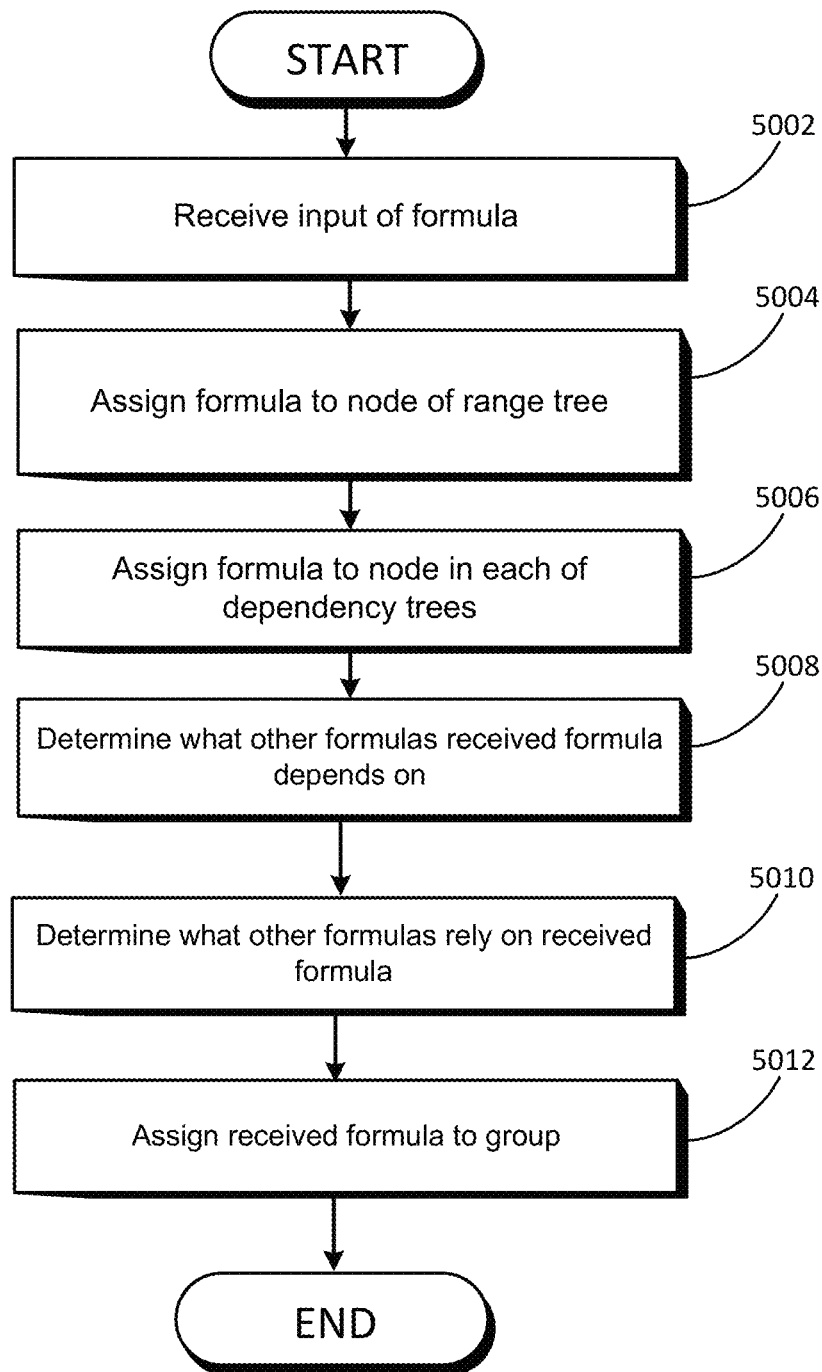 START
5002
Receive input of formula
5004
Assign formula to node of range tree
5006
Assign formula to node in each of
dependency trees
5008
Determine what other formulas received formula
depends on
5010
Determine what other formulas rely on received
formula
5012
Assign received formula to group
END